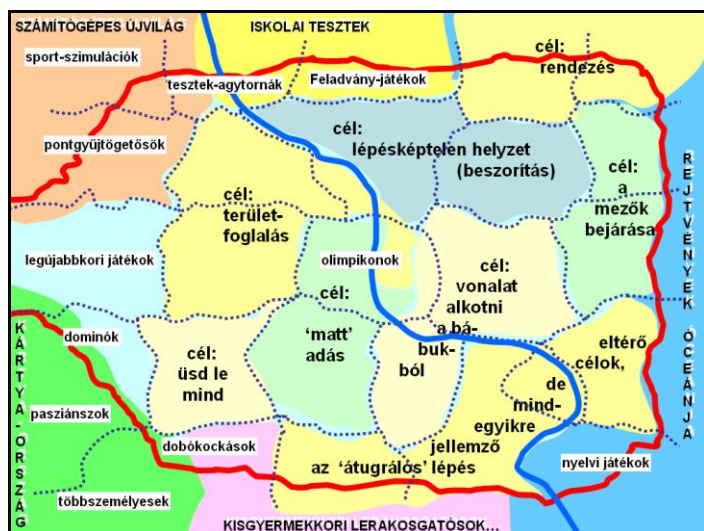 SZÁMÍTÓGÉPES ÚJVILÁG
ISKOLAI TESZTEK
sport-szimulációk
tesztek-agytornák
Feladvány-játékok
cél:
rendezés
pontgyüjtögetősök
cél:
lépésképtelen helyzet
(beszorítás)
cél:
a
mezők
bejárása
REJTVÉNYEK ÓCEÁNJA
cél:
terület-
foglalás
legújabbkori játékok
olimpikonok
cél:
'matt'
adás
cél:
vonalat
alkotni
a bá-
buk-
ból
KÁRTYA-ORSZÁG
dominók
cél:
üsd le
mind
eltérő
célok,
de
mind-
egyikre
jellemző
az 'átugrálós' lépés
pasziánszok
dobókockások
nyelvi játékok
többszemélyesek
KISGYERMEKKORI LERAKOSGATÓSOK...